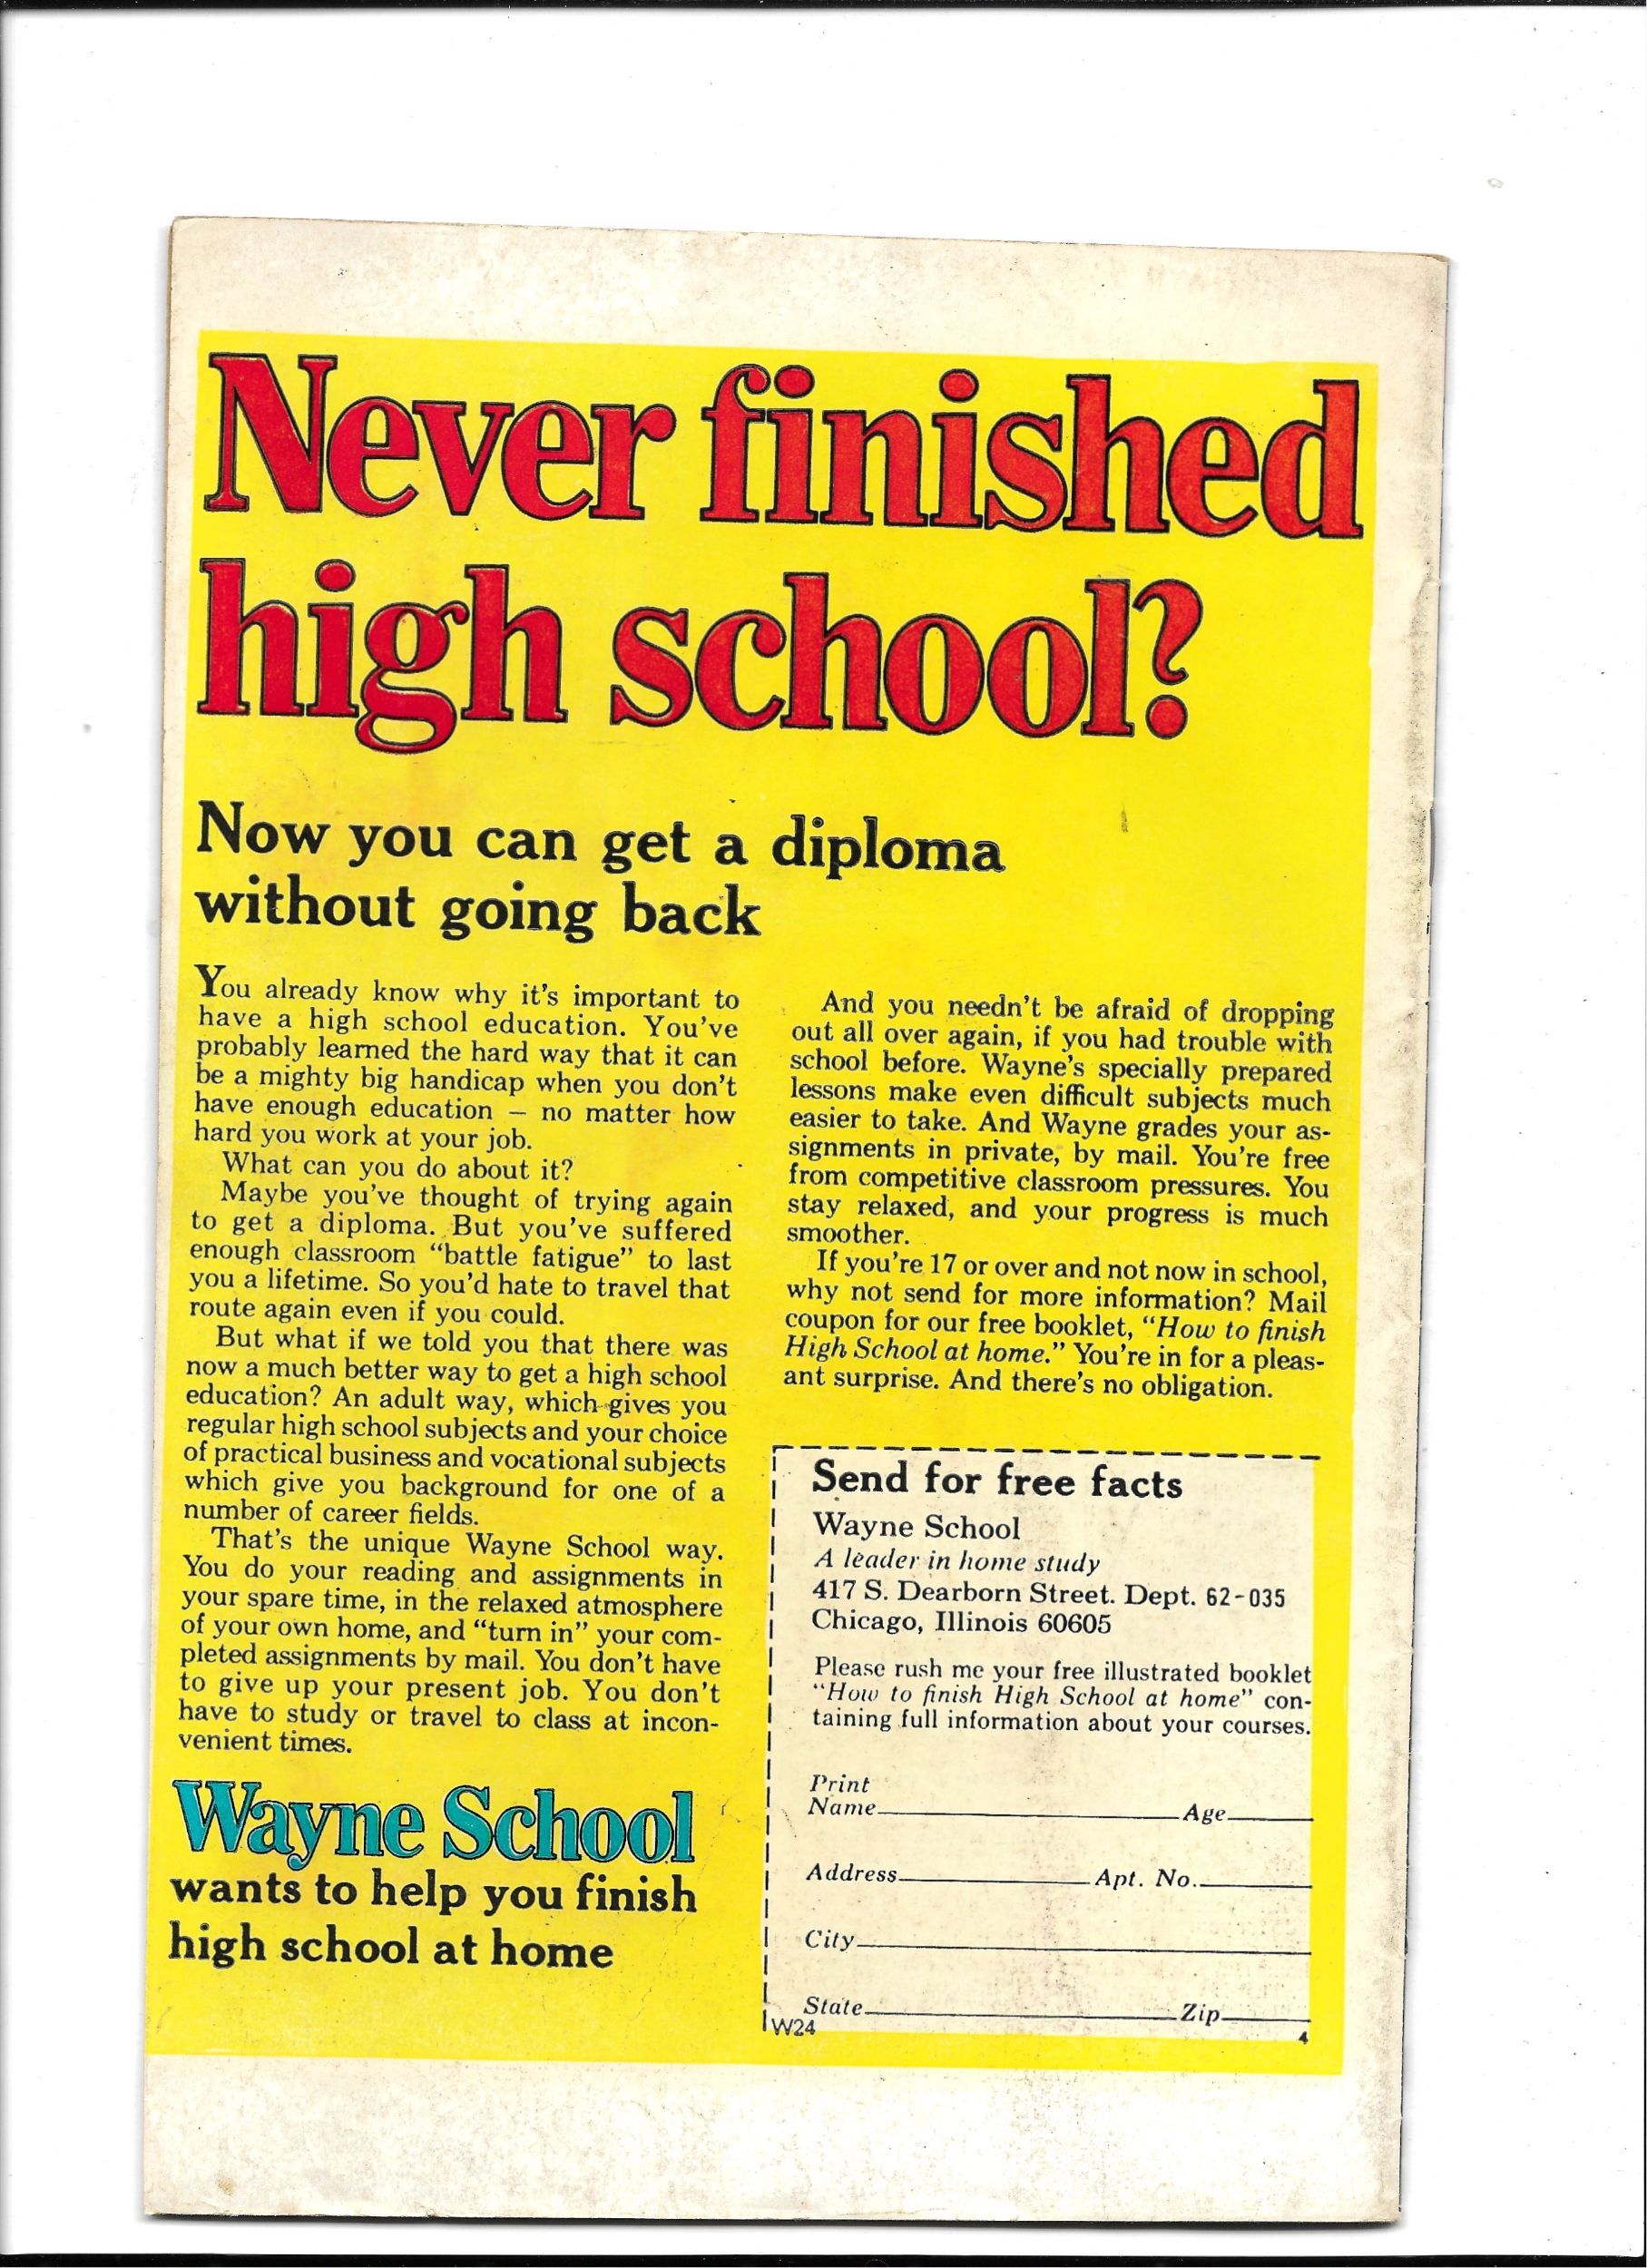 Never finished
high school?
Now you can get a diploma
without going back
You already know why it's important to
have a high school education. You've
probably learned the hard way that it can
be a mighty big handicap when you don't
have enough education – no matter how
hard you work at your job.
What can you do about it?
Maybe you've thought of trying again
to get a diploma. But you've suffered
enough classroom “battle fatigue” to last
you a lifetime. So you'd hate to travel that
route again even if you could.
But what if we told you that there was
now a much better way to get a high school
education? An adult way, which gives you
regular high school subjects and your choice
of practical business and vocational subjects
which give you background for one of a
number of career fields.
That's the unique Wayne School way.
You do your reading and assignments in
your spare time, in the relaxed atmosphere
of your own home, and “turn in” your com-
pleted assignments by mail. You don't have
to give up your present job. You don't
have to study or travel to class at incon-
venient times.
Wayne School
wants to help you finish
high school at home
And you needn't be afraid of dropping
out all over again, if you had trouble with
school before. Wayne's specially prepared
lessons make even difficult subjects much
easier to take. And Wayne grades your as-
signments in private, by mail. You're free
from competitive classroom pressures. You
stay relaxed, and your progress is much
smoother.
If you're 17 or over and not now in school,
why not send for more information? Mail
coupon for our free booklet, “How to finish
High School at home.” You're in for a pleas-
ant surprise. And there's no obligation.
Send for free facts
Wayne School
A leader in home study
417 S. Dearborn Street. Dept. 62-035
Chicago, Illinois 60605
Please rush me your free illustrated booklet
“How to finish High School at home” con-
taining full information about your courses.
Print
Name Age
Address Apt. No.
City
State Zip
W24 4